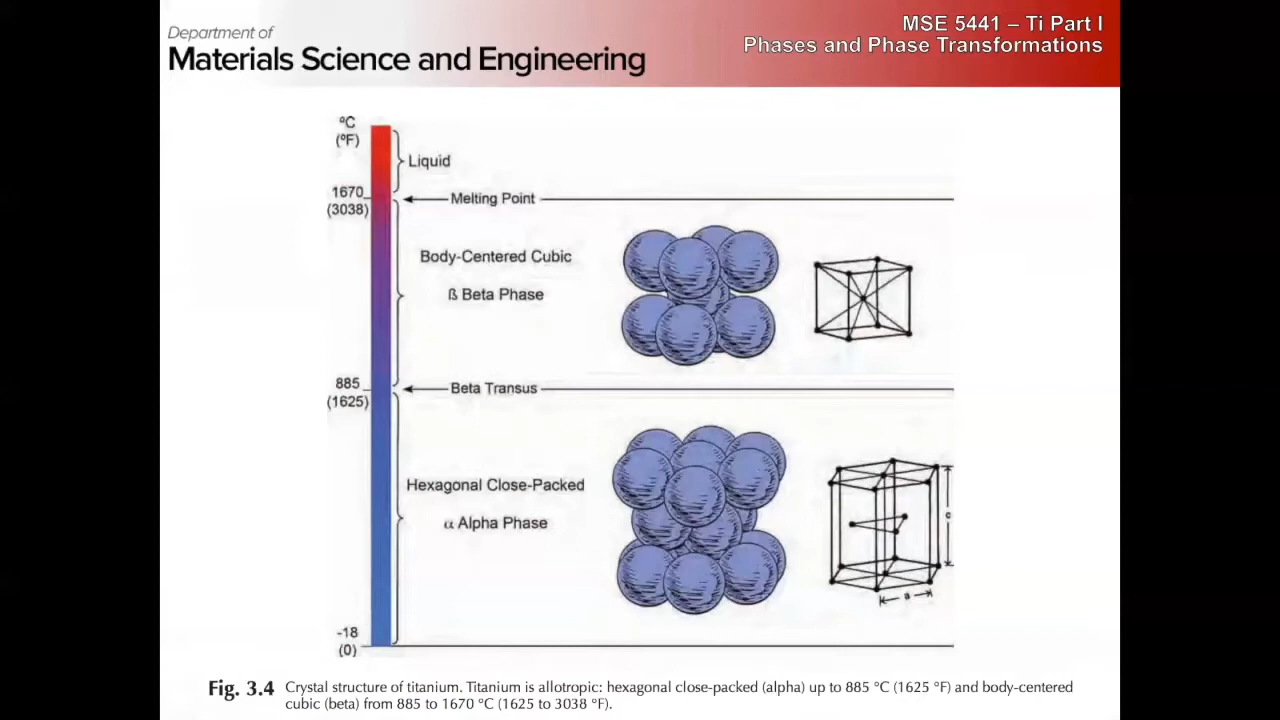 Department of
Materials Science and Engineering
MSE 5441 – Ti Part I
Phases and Phase Transformations
ºC
(ºF)
Liquid
1670
(3038)
Melting Point
Body-Centered Cubic
ß Beta Phase
885
(1625)
Beta Transus
Hexagonal Close-Packed
α Alpha Phase
c
a
-18
(0)
Fig. 3.4 Crystal structure of titanium. Titanium is allotropic: hexagonal close-packed (alpha) up to 885 °C (1625 °F) and body-centered
cubic (beta) from 885 to 1670 °C (1625 to 3038 °F).